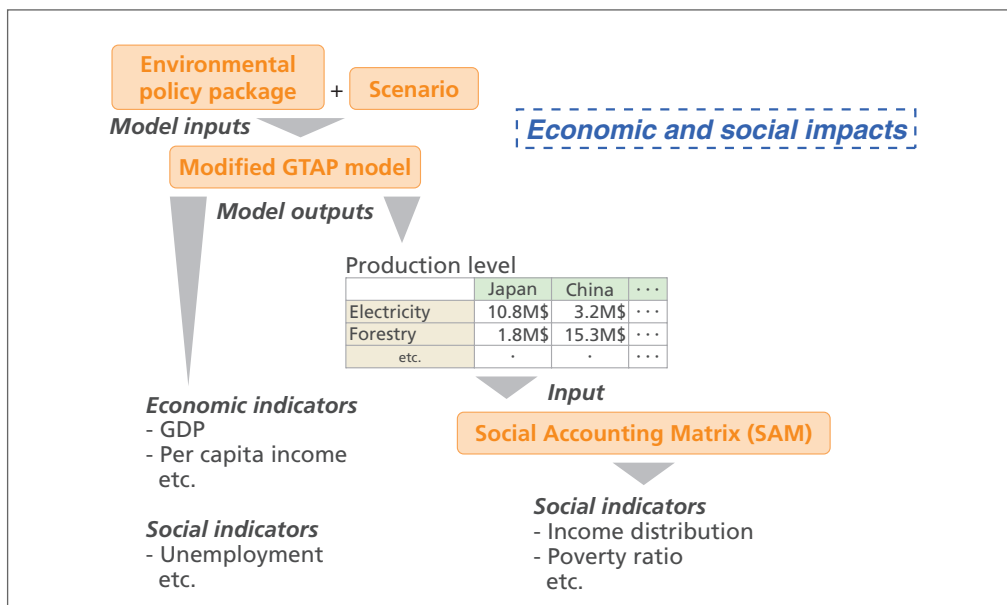 Environmental
policy package
+
Scenario
Model inputs
Economic and social impacts
Modified GTAP model
Model outputs
Production level
Japan China ···
Electricity 10.8M$ 3.2M$ ···
Forestry 1.8M$ 15.3M$ ···
etc. · · ···
Input
Economic indicators
- GDP
- Per capita income
etc.
Social Accounting Matrix (SAM)
Social indicators
- Unemployment
etc.
Social indicators
- Income distribution
- Poverty ratio
etc.